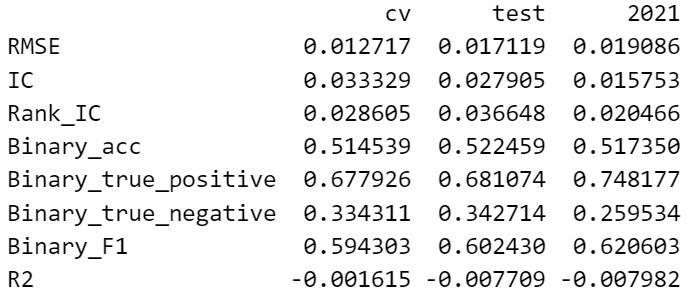 cv test 2021
RMSE 0.012717 0.017119 0.019086
IC 0.033329 0.027905 0.015753
Rank_IC 0.028605 0.036648 0.020466
Binary_acc 0.514539 0.522459 0.517350
Binary_true_positive 0.677926 0.681074 0.748177
Binary_true_negative 0.334311 0.342714 0.259534
Binary_F1 0.594303 0.602430 0.620603
R2 -0.001615 -0.007709 -0.007982